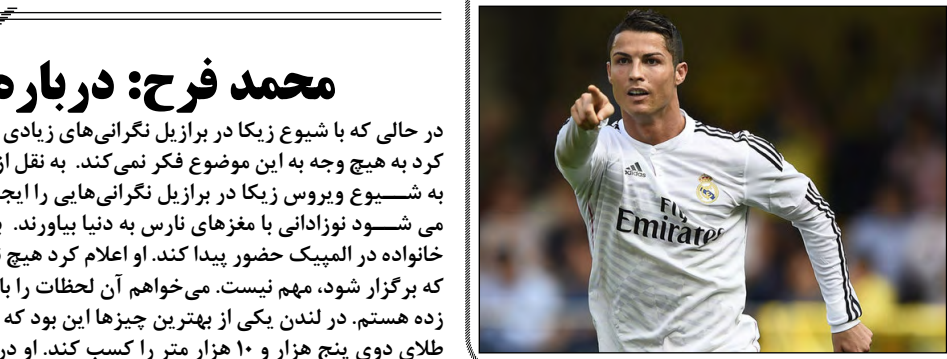 محمد فرح: درباره
در حالی که با شیوع زیکا در برازیل نگرانی‌های زیادی
کرد به هیچ وجه به این موضوع فکر نمی‌کند. به نقل از
به شـــیوع ویروس زیکا در برازیل نگرانی‌هایی را ایجا
می شـــود نوزادانی با مغزهای نارس به دنیا بیاورند.
خانواده در المپیک حضور پیدا کند. او اعلام کرد هیچ
که برگزار شود، مهم نیست. می‌خواهم آن لحظات را با
زده هستم. در لندن یکی از بهترین چیزها این بود که
طلای دوی پنج هزار و ۱۰ هزار متر را کسب کند. او در
adidas
Fly
Emirates